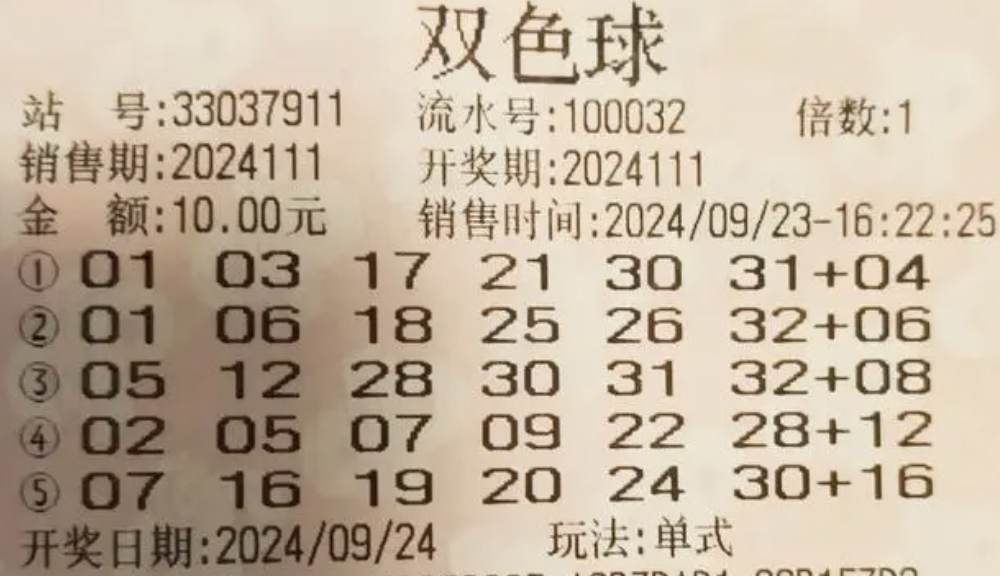 双色球
站 号:33037911 流水号:100032 倍数:1
销售期:2024111 开奖期:2024111
金 额:10.00元 销售时间:2024/09/23-16:22:25
① 01 03 17 21 30 31+04
② 01 06 18 25 26 32+06
③ 05 12 28 30 31 32+08
④ 02 05 07 09 22 28+12
⑤ 07 16 19 20 24 30+16
开奖日期:2024/09/24 玩法:单式